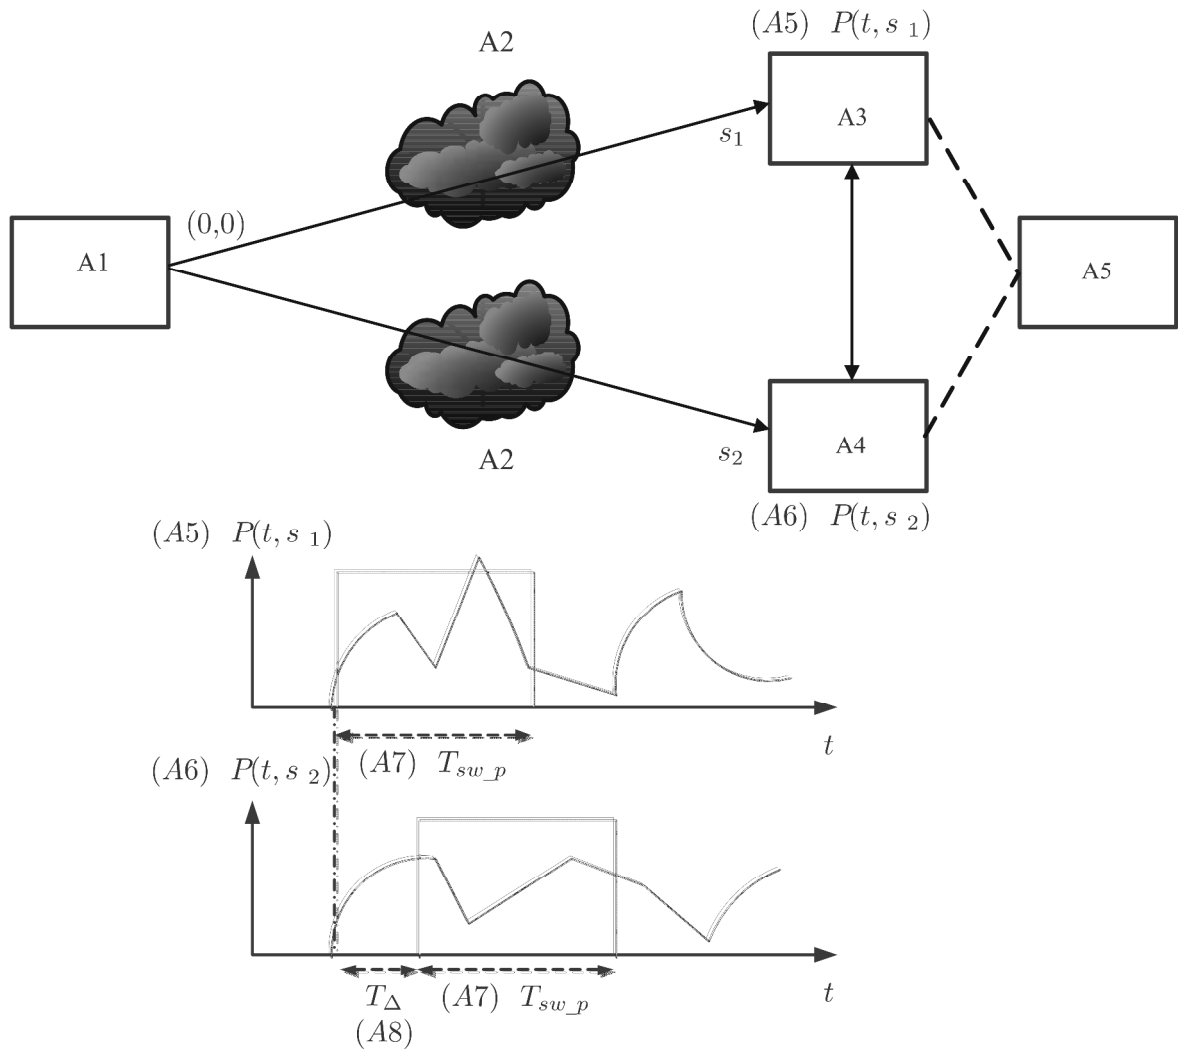 (A5) P(t, s 1)
A2
A3
s1
(0,0)
A1
A5
A4
s2
A2
(A6) P(t, s 2)
(A5) P(t, s 1)
t
(A7) Tsw_p
(A6) P(t, s 2)
t
TΔ (A7) Tsw_p
(A8)